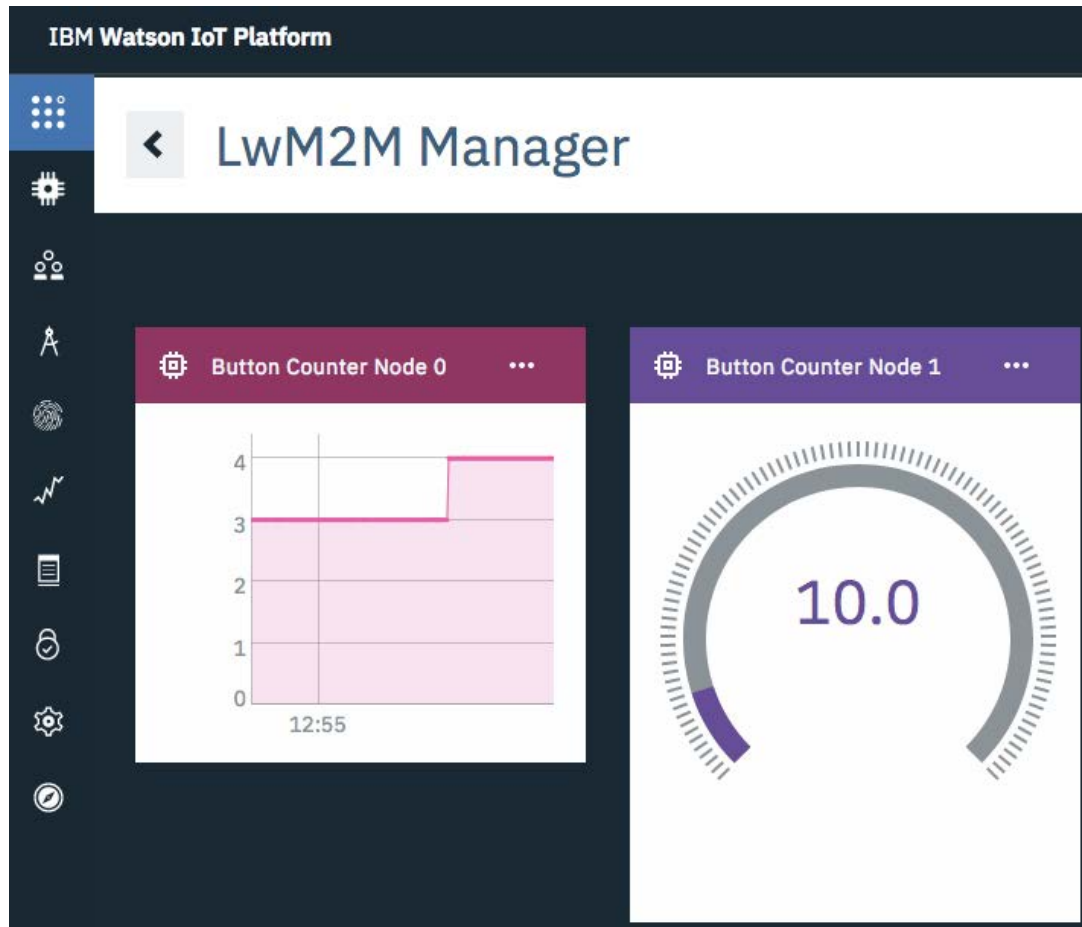 IBM Watson IoT Platform
LwM2M Manager
Button Counter Node 0
4
3
2
1
0
12:55
Button Counter Node 1
10.0